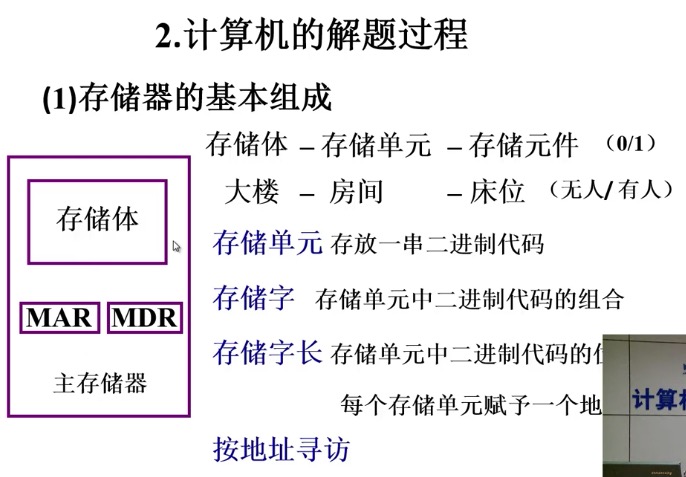 2.计算机的解题过程
(1)存储器的基本组成
存储体 – 存储单元 – 存储元件 （0/1）
大楼 – 房间 – 床位 （无人/ 有人）
存储体
存储单元 存放一串二进制代码
存储字 存储单元中二进制代码的组合
MAR MDR
存储字长 存储单元中二进制代码的
主存储器
每个存储单元赋予一个地
计算
按地址寻访